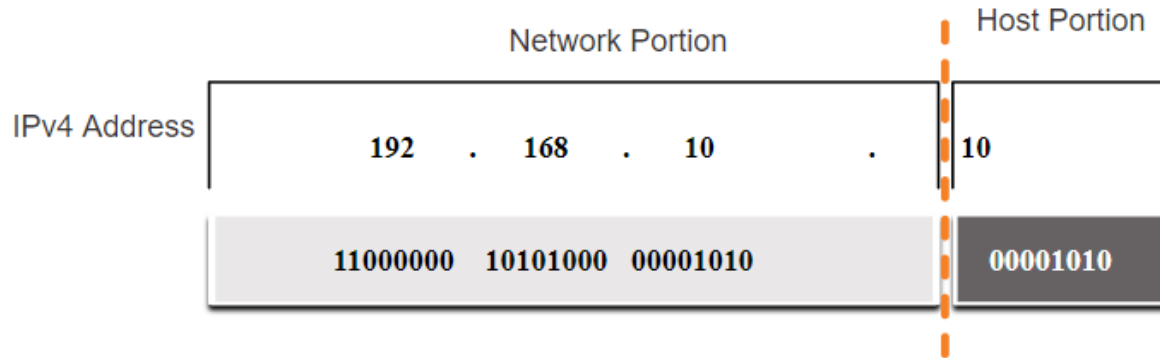 Network Portion
Host Portion
IPv4 Address
192 . 168 . 10 . 10
11000000 10101000 00001010 00001010